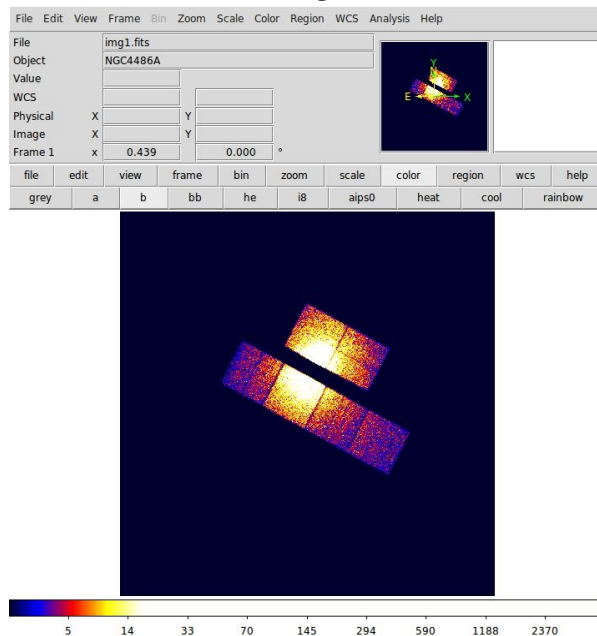 File Edit View Frame Bin Zoom Scale Color Region WCS Analysis Help
File img1.fits
Object NGC4486A
Value
WCS
Physical X Y
Image X Y
Frame 1 x 0.439 0.000 °
Y
N
E X
file edit view frame bin zoom scale color region wcs help
grey a b bb he i8 aips0 heat cool rainbow
5 14 33 70 145 294 590 1188 2370